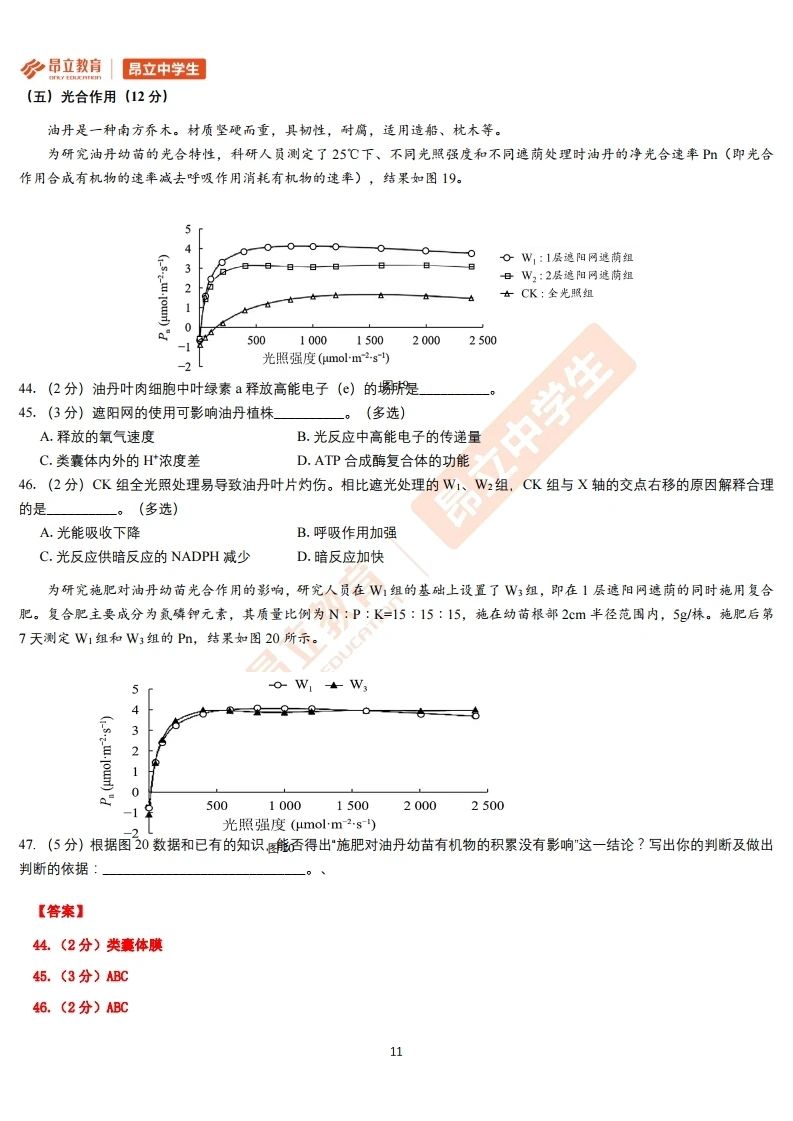 昂立教育
ONLY EDUCATION
昂立中学生
（五）光合作用（12 分）
油丹是一种南方乔木。材质坚硬而重，具韧性，耐腐，适用造船、枕木等。
为研究油丹幼苗的光合特性，科研人员测定了 25℃下、不同光照强度和不同遮荫处理时油丹的净光合速率 Pn（即光合
作用合成有机物的速率减去呼吸作用消耗有机物的速率），结果如图 19。
5
4
3
2
1
0
−1
−2
Pn (μmol·m⁻²·s⁻¹)
500 1 000 1 500 2 000 2 500
光照强度 (μmol·m⁻²·s⁻¹)
W₁ : 1层遮阳网遮荫组
W₂ : 2层遮阳网遮荫组
CK : 全光照组
图 19
44. （2 分）油丹叶肉细胞中叶绿素 a 释放高能电子（e）的场所是__________。
45. （3 分）遮阳网的使用可影响油丹植株__________。（多选）
A. 释放的氧气速度 B. 光反应中高能电子的传递量
C. 类囊体内外的 H⁺浓度差 D. ATP 合成酶复合体的功能
46. （2 分）CK 组全光照处理易导致油丹叶片灼伤。相比遮光处理的 W₁、W₂ 组，CK 组与 X 轴的交点右移的原因解释合理
的是__________。（多选）
A. 光能吸收下降 B. 呼吸作用加强
C. 光反应供暗反应的 NADPH 减少 D. 暗反应加快
昂立中学生
昂立教育
ONLY EDUCATION
为研究施肥对油丹幼苗光合作用的影响，研究人员在 W₁ 组的基础上设置了 W₃ 组，即在 1 层遮阳网遮荫的同时施用复合
肥。复合肥主要成分为氮磷钾元素，其质量比例为 N∶P∶K=15∶15∶15，施在幼苗根部 2cm 半径范围内，5g/株。施肥后第
7 天测定 W₁ 组和 W₃ 组的 Pn，结果如图 20 所示。
W₁ W₃
5
4
3
2
1
0
−1
−2
Pn (μmol·m⁻²·s⁻¹)
500 1 000 1 500 2 000 2 500
光照强度 (μmol·m⁻²·s⁻¹)
图 20
47. （5 分）根据图 20 数据和已有的知识，能否得出“施肥对油丹幼苗有机物的积累没有影响”这一结论？写出你的判断及做出
判断的依据：_____________________________。、
【答案】
44.（2 分）类囊体膜
45.（3 分）ABC
46.（2 分）ABC
11